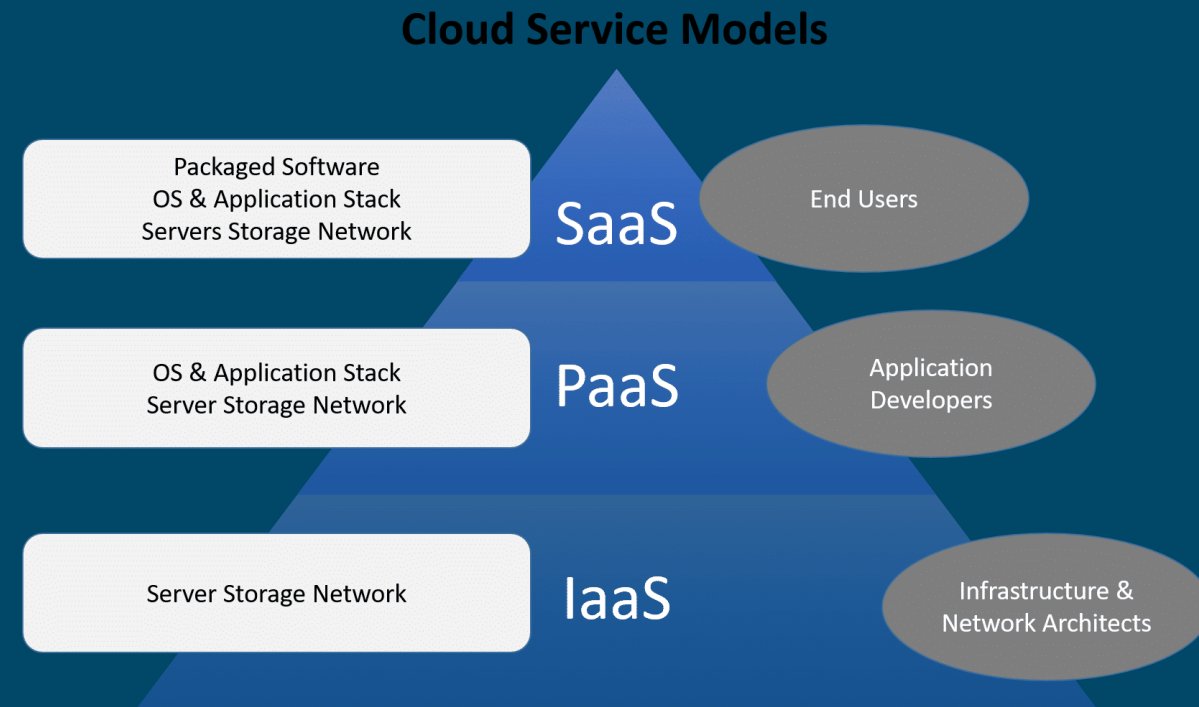 Cloud Service Models
Packaged Software
OS & Application Stack
Servers Storage Network
SaaS
End Users
OS & Application Stack
Server Storage Network
PaaS
Application
Developers
Server Storage Network
IaaS
Infrastructure &
Network Architects